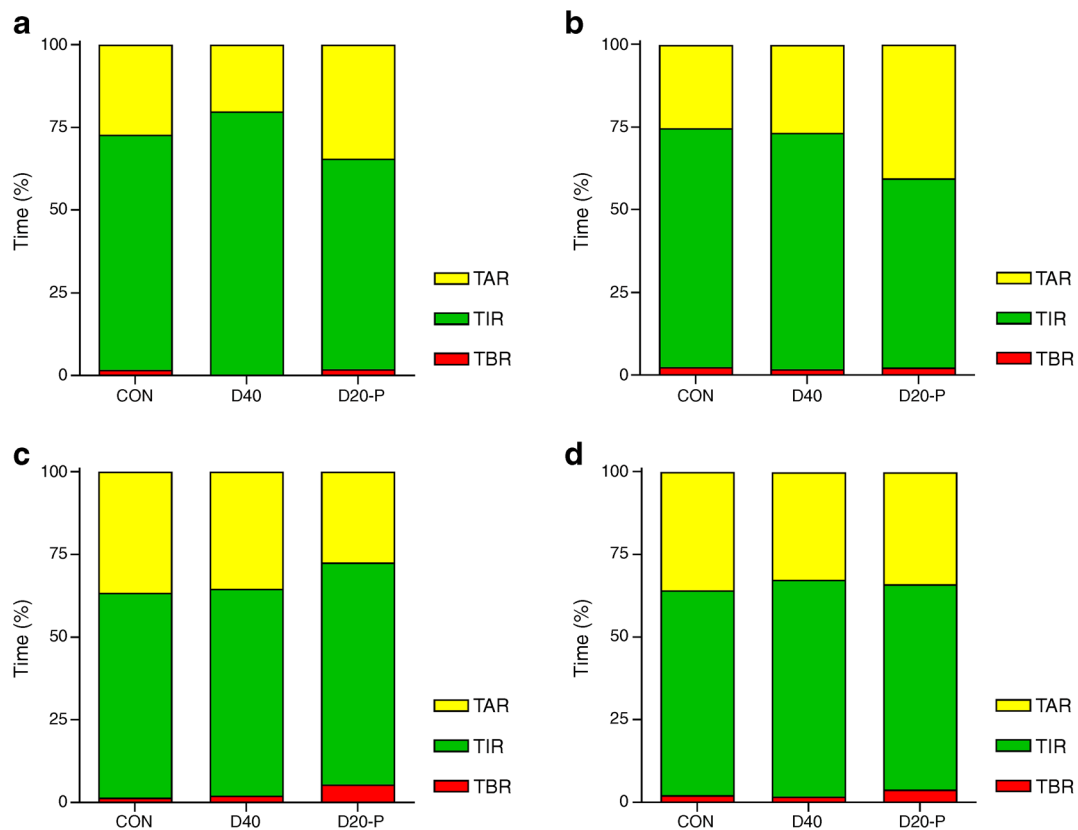 a
100
75
50
25
0
Time (%)
CON D40 D20-P
TAR
TIR
TBR
b
100
75
50
25
0
Time (%)
CON D40 D20-P
TAR
TIR
TBR
c
100
75
50
25
0
Time (%)
CON D40 D20-P
TAR
TIR
TBR
d
100
75
50
25
0
Time (%)
CON D40 D20-P
TAR
TIR
TBR